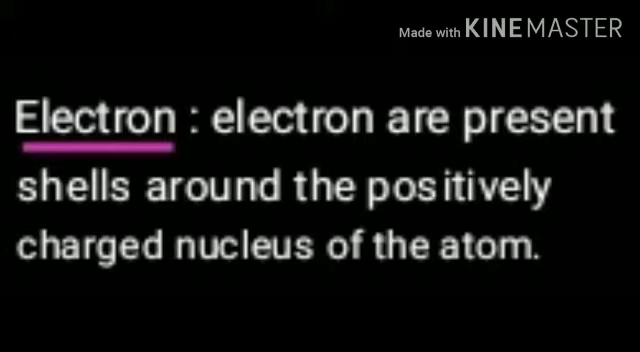 Made with KINEMASTER
Electron : electron are present
shells around the positively
charged nucleus of the atom.